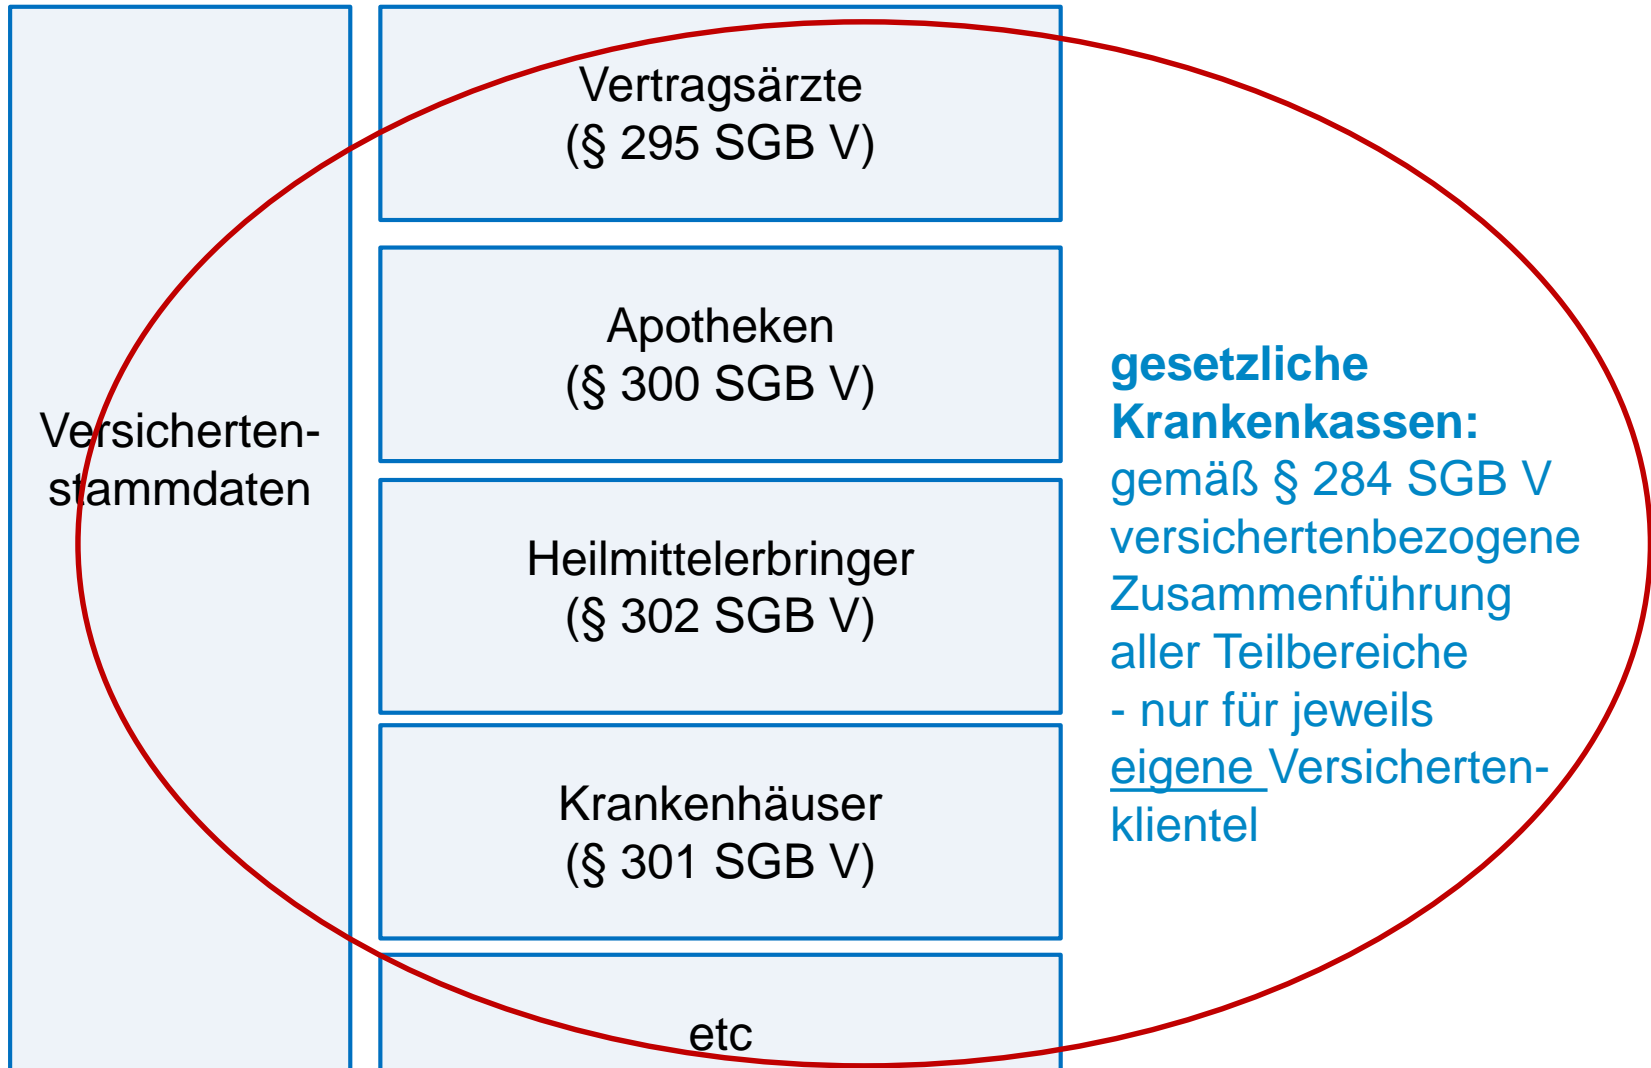 Versicherten-
stammdaten
Vertragsärzte
(§ 295 SGB V)
Apotheken
(§ 300 SGB V)
Heilmittelerbringer
(§ 302 SGB V)
Krankenhäuser
(§ 301 SGB V)
etc
gesetzliche
Krankenkassen:
gemäß § 284 SGB V
versichertenbezogene
Zusammenführung
aller Teilbereiche
- nur für jeweils
eigene Versicherten-
klientel